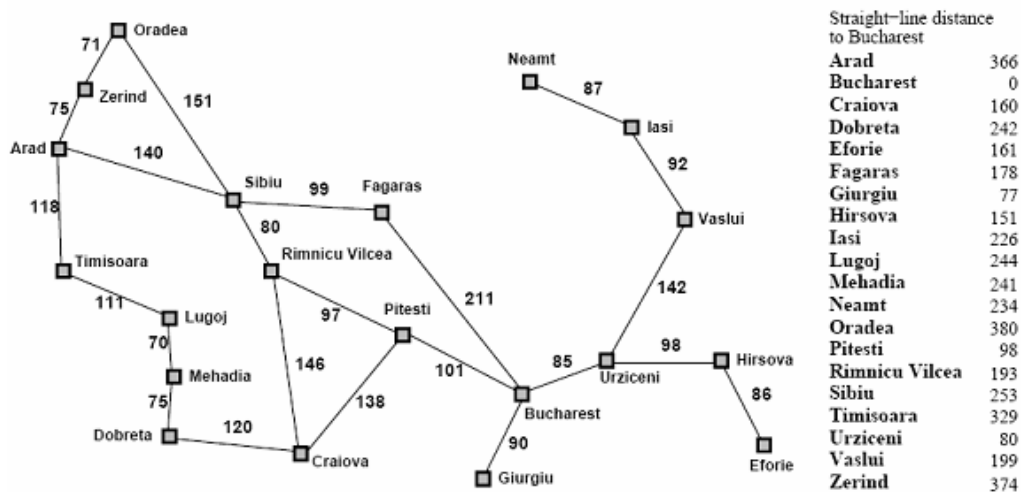 Oradea
71
Neamt
87
Zerind
151
75
Iasi
Arad
140
92
Sibiu
99
Fagaras
118
80
Vaslui
Timisoara
Rimnicu Vilcea
111
211
142
Lugoj
97
Pitesti
70
98
Hirsova
146
85
Mehadia
101
Urziceni
86
75
138
Bucharest
Dobreta
120
90
Craiova
Eforie
Giurgiu
Straight-line distance
to Bucharest
Arad 366
Bucharest 0
Craiova 160
Dobreta 242
Eforie 161
Fagaras 178
Giurgiu 77
Hirsova 151
Iasi 226
Lugoj 244
Mehadia 241
Neamt 234
Oradea 380
Pitesti 98
Rimnicu Vilcea 193
Sibiu 253
Timisoara 329
Urziceni 80
Vaslui 199
Zerind 374